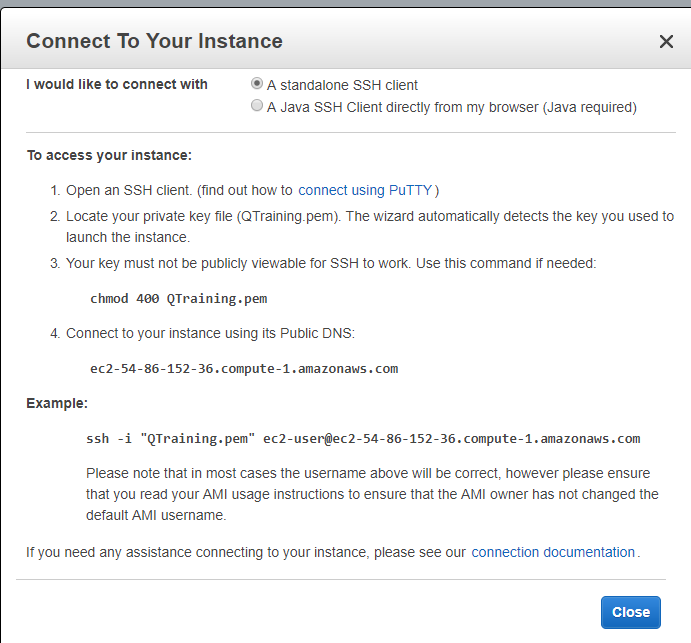 Connect To Your Instance
I would like to connect with
A standalone SSH client
A Java SSH Client directly from my browser (Java required)
To access your instance:
1. Open an SSH client. (find out how to connect using PuTTY)
2. Locate your private key file (QTraining.pem). The wizard automatically detects the key you used to
launch the instance.
3. Your key must not be publicly viewable for SSH to work. Use this command if needed:
chmod 400 QTraining.pem
4. Connect to your instance using its Public DNS:
ec2-54-86-152-36.compute-1.amazonaws.com
Example:
ssh -i "QTraining.pem" ec2-user@ec2-54-86-152-36.compute-1.amazonaws.com
Please note that in most cases the username above will be correct, however please ensure
that you read your AMI usage instructions to ensure that the AMI owner has not changed the
default AMI username.
If you need any assistance connecting to your instance, please see our connection documentation.
Close